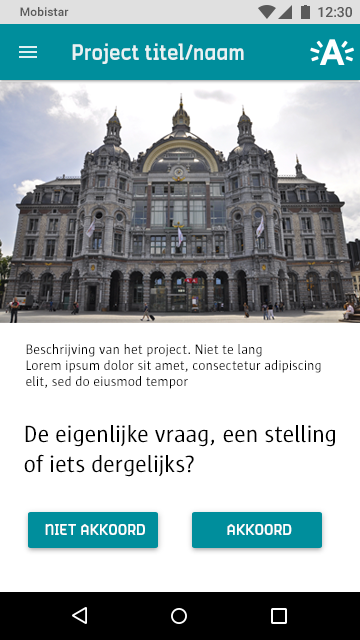 Mobistar 12:30
Project titel/naam A
Beschrijving van het project. Niet te lang
Lorem ipsum dolor sit amet, consectetur adipiscing
elit, sed do eiusmod tempor
De eigenlijke vraag, een stelling
of iets dergelijks?
NIET AKKOORD AKKOORD